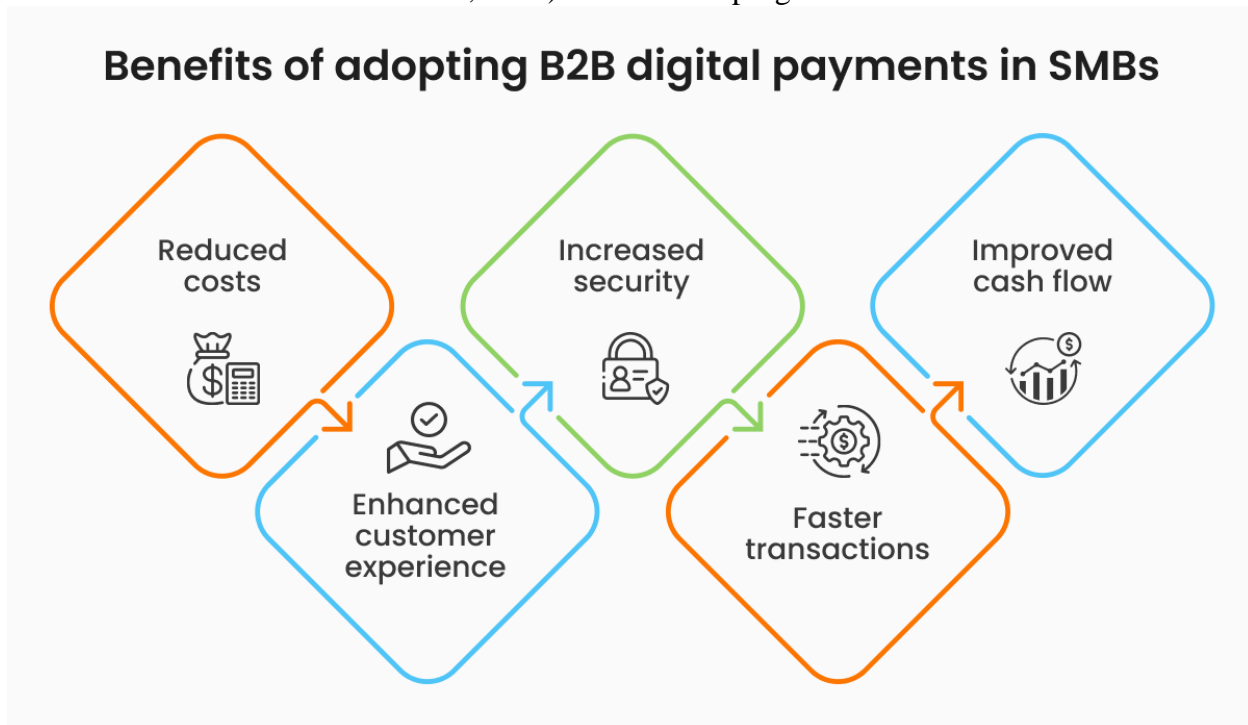 Benefits of adopting B2B digital payments in SMBs
Reduced
costs
Enhanced
customer
experience
Increased
security
Faster
transactions
Improved
cash flow